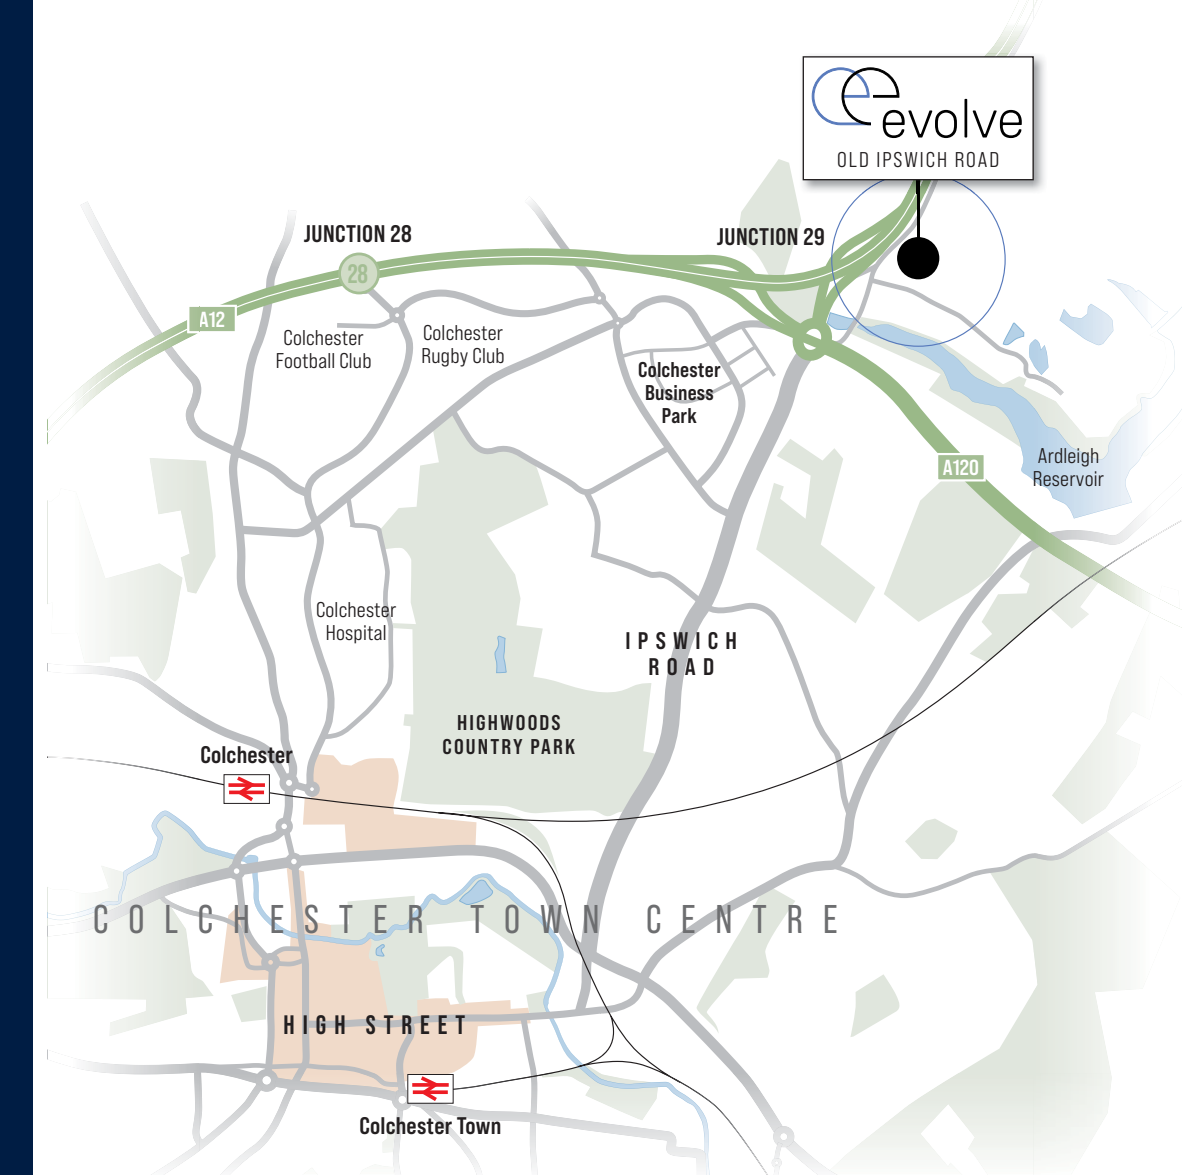 evolve
OLD IPSWICH ROAD
JUNCTION 28
JUNCTION 29
28
A12
Colchester
Football Club
Colchester
Rugby Club
Colchester
Business
Park
Ardleigh
Reservoir
A120
Colchester
Hospital
IPSWICH
ROAD
HIGHWOODS
COUNTRY PARK
Colchester
COLCHESTER TOWN CENTRE
HIGH STREET
Colchester Town